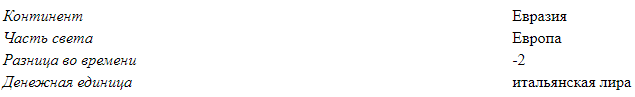 Континент Евразия
Часть света Европа
Разница во времени -2
Денежная единица итальянская лира